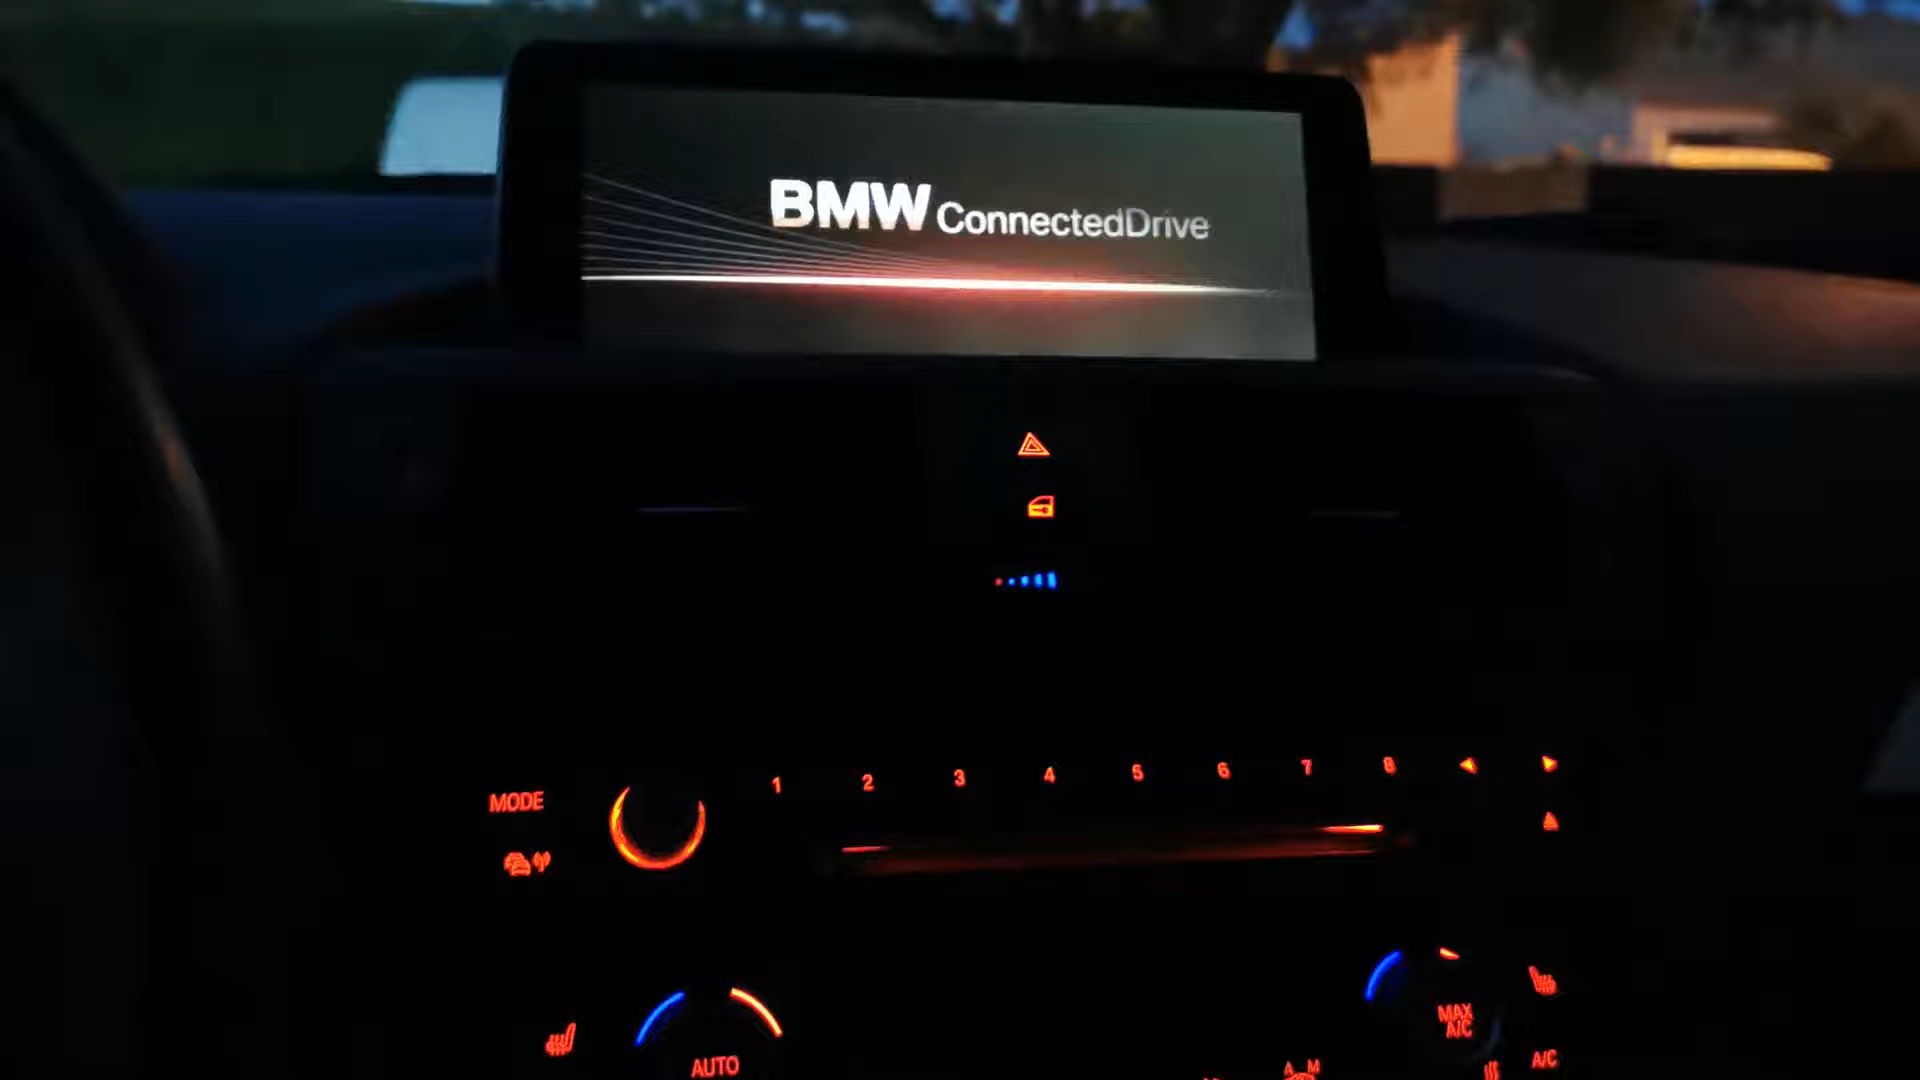 BMW ConnectedDrive
MODE
1 2 3 4 5 6 7 8
AUTO
MAX
A/C
A/C
A M